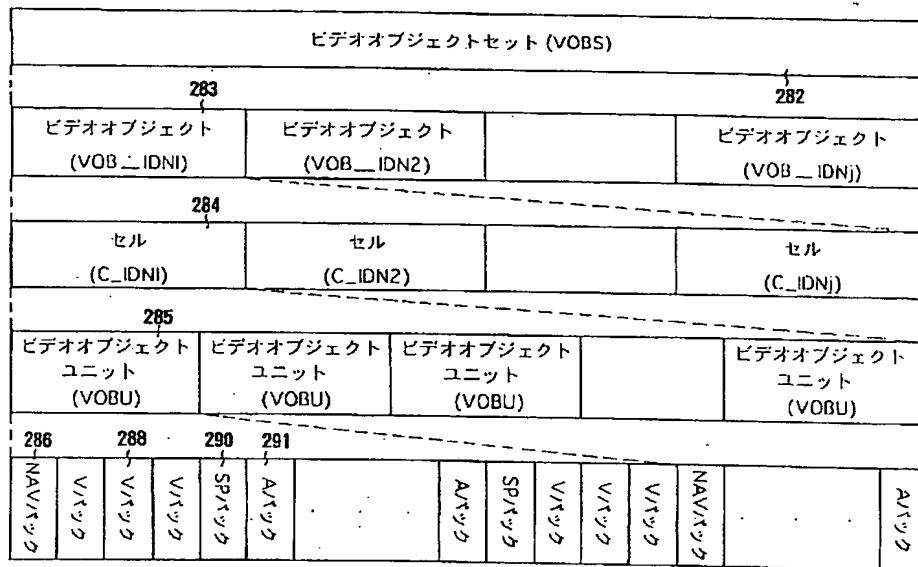 ビデオオブジェクトセット (VOBS)
282
283
ビデオオブジェクト
(VOB__IDN1)
ビデオオブジェクト
(VOB__IDN2)
ビデオオブジェクト
(VOB__IDNj)
284
セル
(C_IDN1)
セル
(C_IDN2)
セル
(C_IDNj)
285
ビデオオブジェクト
ユニット
(VOBU)
ビデオオブジェクト
ユニット
(VOBU)
ビデオオブジェクト
ユニット
(VOBU)
ビデオオブジェクト
ユニット
(VOBU)
286
288
290
291
NAVパック
Vパック
Vパック
Vパック
SPパック
Aパック
Aパック
SPパック
Vパック
Vパック
Vパック
NAVパック
Aパック